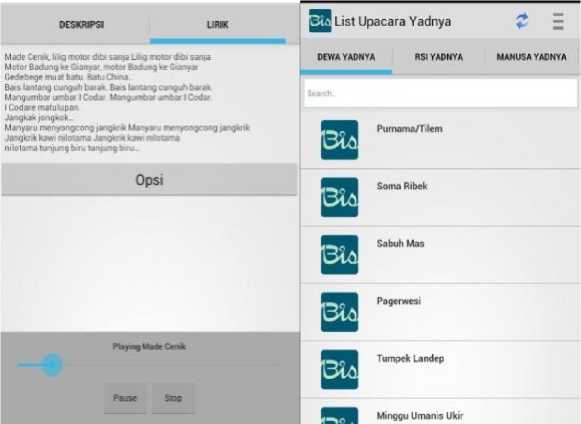 DESKRIPSI
LIRIK
Made Cenik, lilig motor dibi sanja Lilig motor dibi sanja
Motor Badung ke Gianyar, motor Badung ke Gianyar
Gedebege muat batu. Batu China..
Bais lantang cunguh barak. Bais lantang cunguh barak.
Mangumbar umbar I Codar. Mangumbar umbar I Codar.
I Codare matulupan.
Jangkak jongkok...
Manyaru menyongcong jangkrik Manyaru menyongcong jangkrik
Jangkrik kawi nilotama Jangkrik kawi nilotama
nilotama tunjung biru tunjung biru...
Opsi
Playing Made Cenik
Pause
Stop
Bis List Upacara Yadnya
DEWA YADNYA
RSI YADNYA
MANUSA YADNYA
Search..
Bis
Purnama/Tilem
Bis
Soma Ribek
Bis
Sabuh Mas
Bis
Pagerwesi
Bis
Tumpek Landep
Bis
Minggu Umanis Ukir